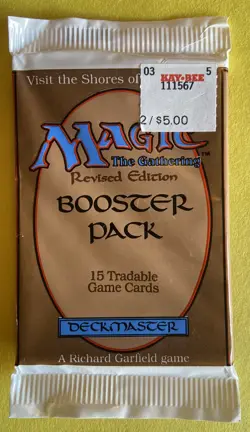 03 5
KAY-BEE
111567
2/$5.00
Visit the Shores of
MAGIC™
The Gathering
Revised Edition
BOOSTER
PACK
15 Tradable
Game Cards
DECKMASTER
A Richard Garfield game